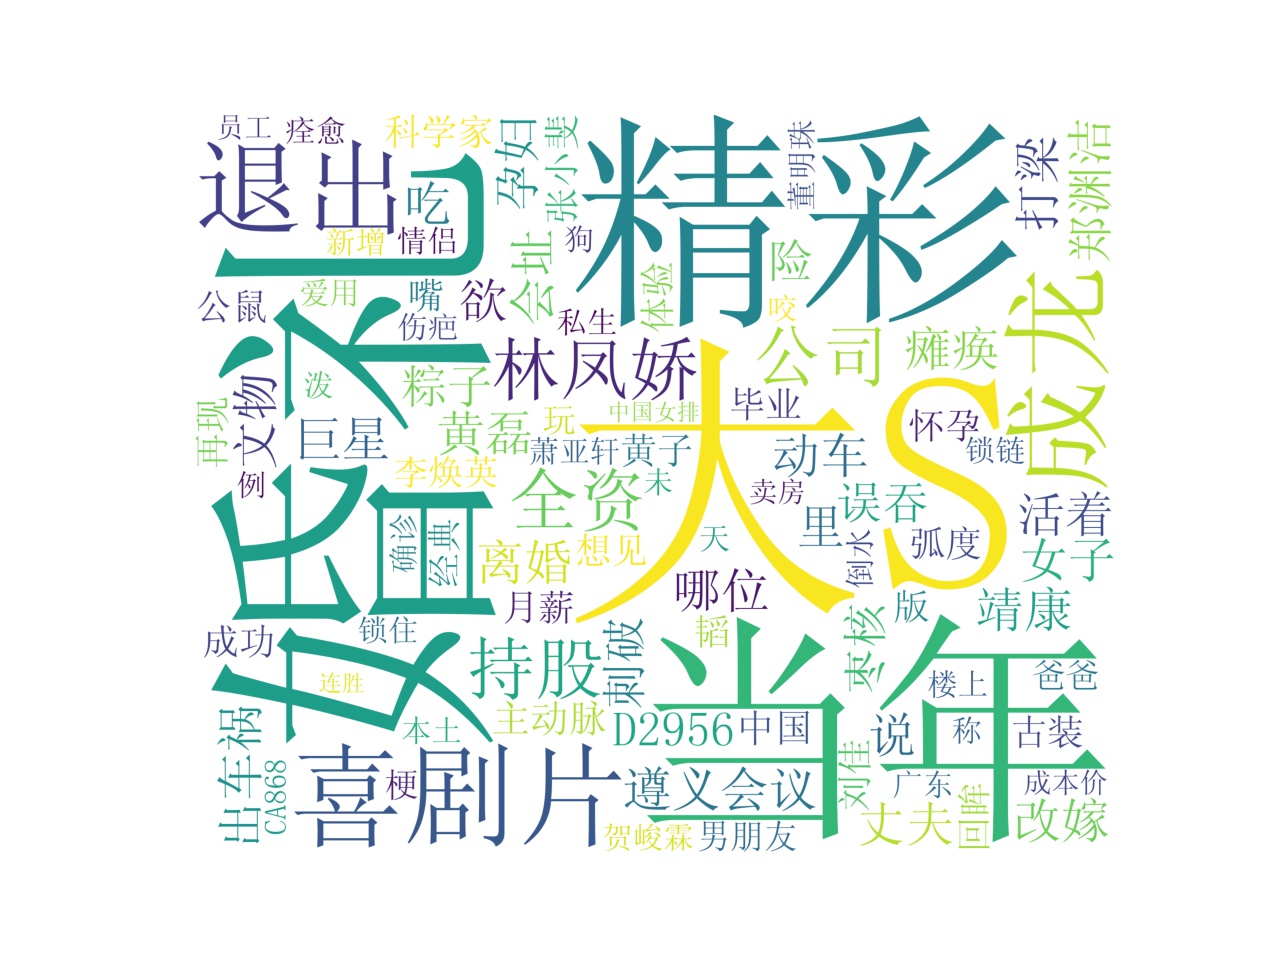 员工
痊愈
科学家
孕妇
张小斐
精彩
董明珠
打梁
郑渊洁
退出
吃
新增
情侣
会址
狗
险
公鼠
爱用
嘴
欲
伤疤
私生
体验
咬
成龙
婚礼
昏
文物
泼
粽子
林凤娇
公司
瘫痪
再现
巨星
黄磊
玩
中国女排
毕业
怀孕
例
李焕英
萧亚轩
黄子
动车
锁链
大S
确诊
经典
全资
未
卖房
里
误吞
活着
离婚
想见
天
倒水
弧度
女子
月薪
哪位
版
靖康
成功
锁住
持股
刺破
韬
枣核
当年
连胜
楼上
爸爸
出车祸
本土
主动脉
D2956
中国
说
称
古装
CA868
喜剧片
梗
遵义会议
刘佳
广东
成本价
贺峻霖
男朋友
丈夫
回眸
改嫁